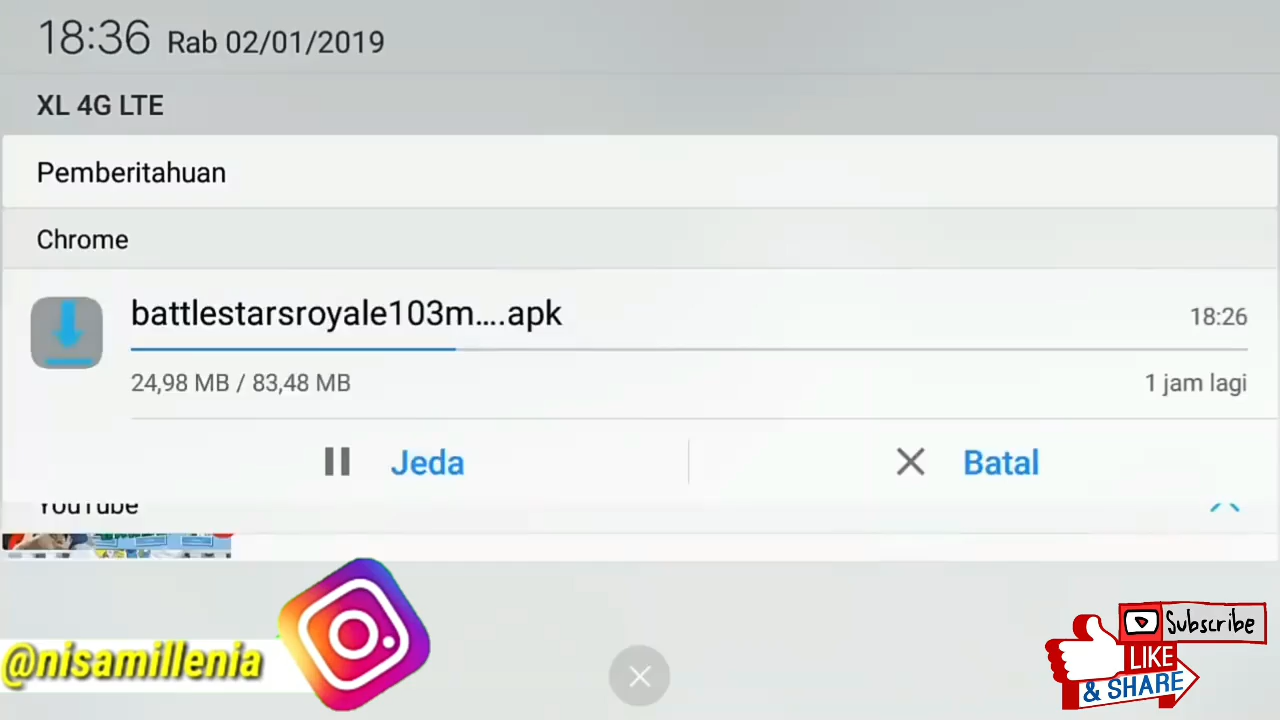 18:36 Rab 02/01/2019
XL 4G LTE
Pemberitahuan
Chrome
battlestarsroyale103m....apk
18:26
24,98 MB / 83,48 MB
1 jam lagi
Jeda
Batal
YouTube
@nisamillenia
Subscribe
LIKE
& SHARE